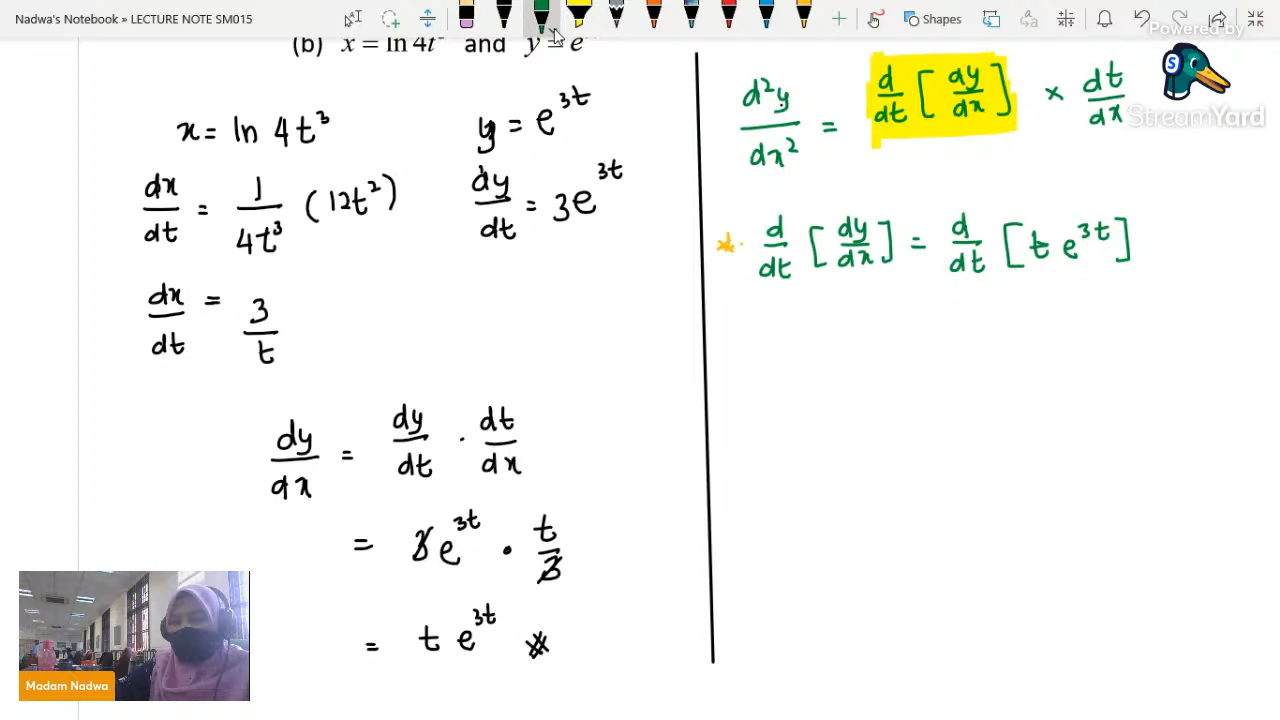 Nadwa's Notebook » LECTURE NOTE SM015
Shapes
Powered by
StreamYard
(b) x = ln 4t and y = e
x = ln 4t³
dx/dt = 1/4t³ (12t²)
dx/dt = 3/t
y = e^3t
dy/dt = 3e^3t
dy/dx = dy/dt · dt/dx
= 3e^3t · t/3
= t e^3t
d²y/dx² = d/dt [dy/dx] × dt/dx
d/dt [dy/dx] = d/dt [t e^3t]
Madam Nadwa